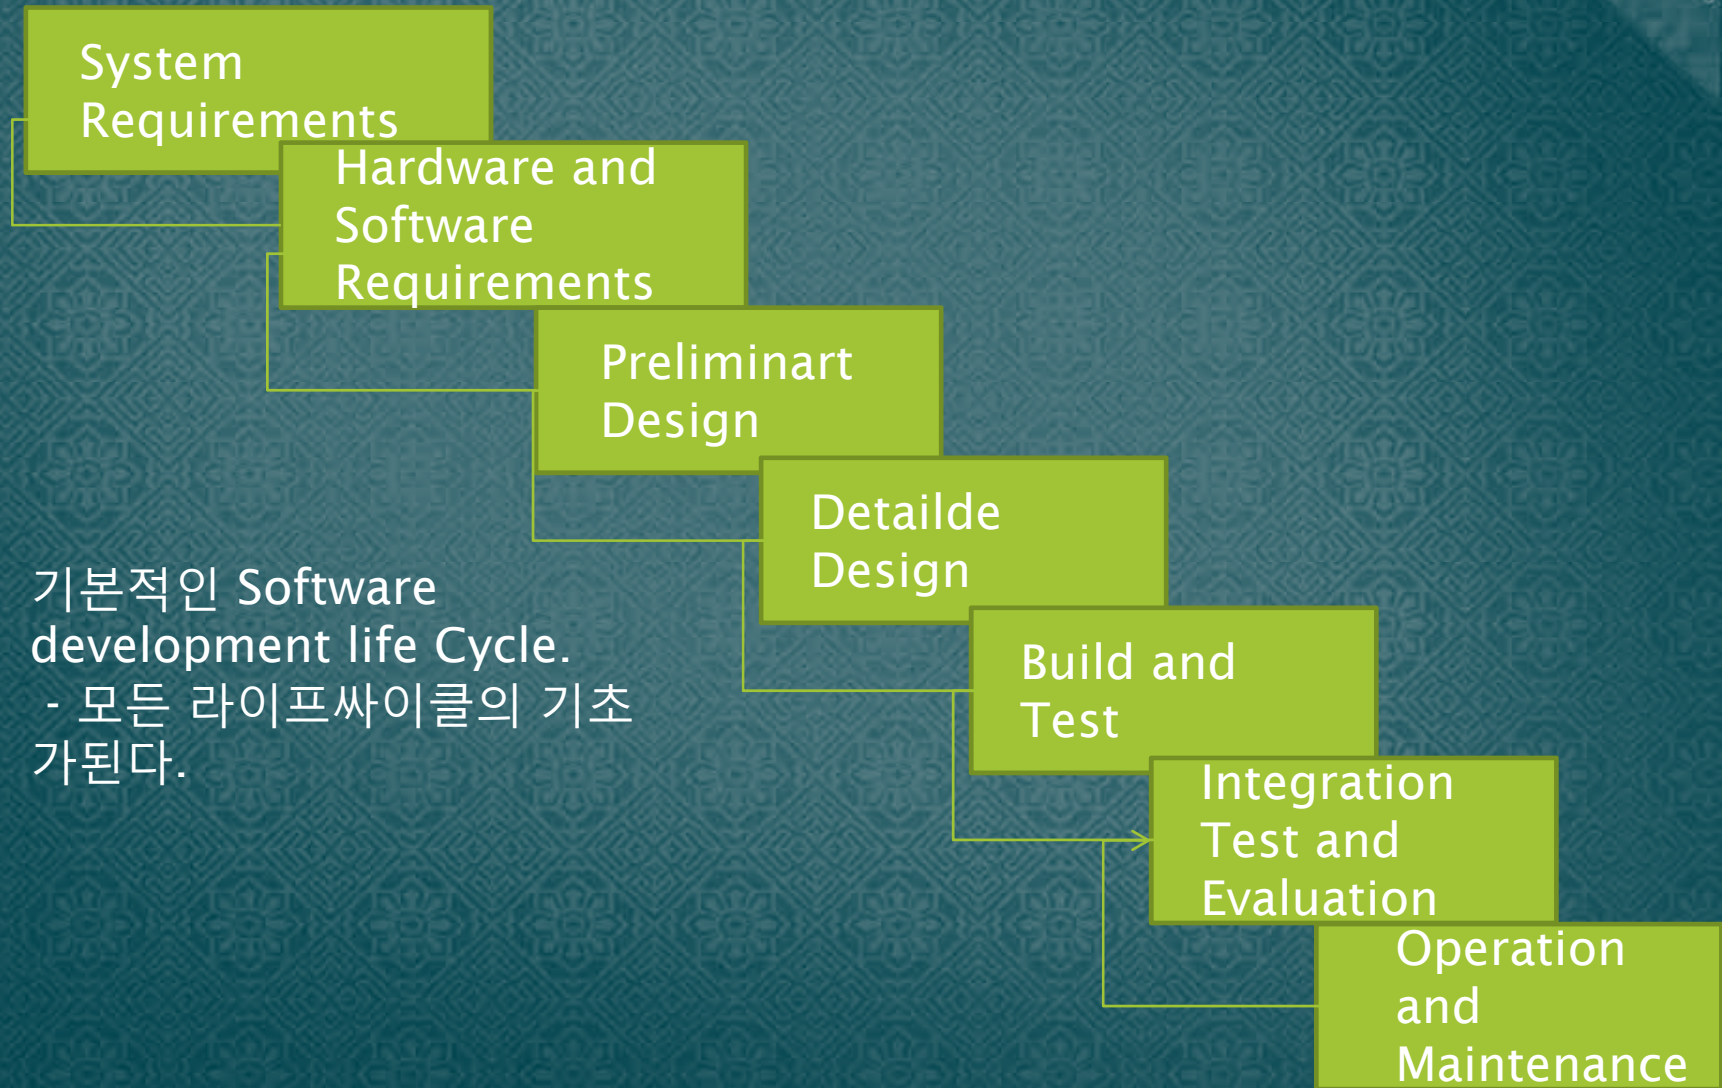 System
Requirements
Hardware and
Software
Requirements
Preliminart
Design
Detailde
Design
기본적인 Software
development life Cycle.
- 모든 라이프싸이클의 기초
가된다.
Build and
Test
Integration
Test and
Evaluation
Operation
and
Maintenance